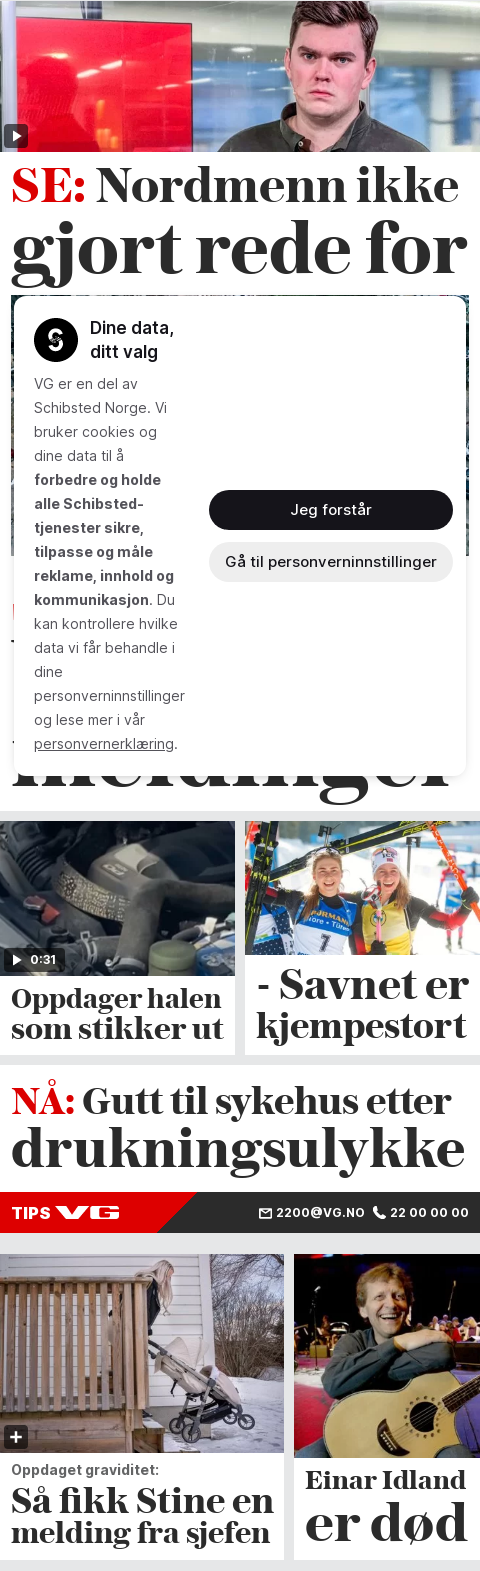 SE: Nordmenn ikke
gjort rede for
Dine data,
ditt valg
VG er en del av
Schibsted Norge. Vi
bruker cookies og
dine data til å
forbedre og holde
alle Schibsted-
tjenester sikre,
tilpasse og måle
reklame, innhold og
kommunikasjon. Du
kan kontrollere hvilke
data vi får behandle i
dine
personverninnstillinger
og lese mer i vår
personvernerklæring.
Jeg forstår
Gå til personverninnstillinger
meldinger
0:31
Oppdager halen
som stikker ut
- Savnet er
kjempestort
NÅ: Gutt til sykehus etter
drukningsulykke
TIPS VG
2200@VG.NO 22 00 00 00
Oppdaget graviditet:
Så fikk Stine en
melding fra sjefen
Einar Idland
er død